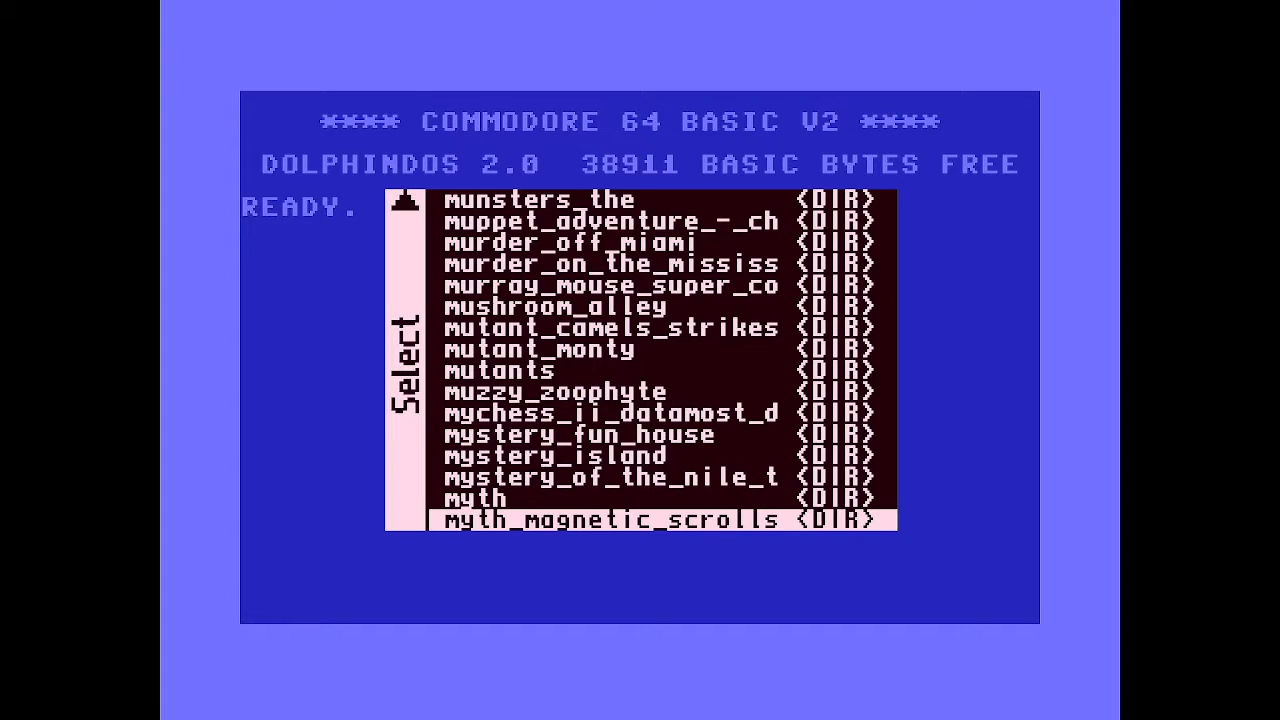 **** COMMODORE 64 BASIC V2 ****
DOLPHINDOS 2.0  38911 BASIC BYTES FREE
READY.
Select
munsters_the <DIR>
muppet_adventure_-_ch <DIR>
murder_off_miami <DIR>
murder_on_the_mississ <DIR>
murray_mouse_super_co <DIR>
mushroom_alley <DIR>
mutant_camels_strikes <DIR>
mutant_monty <DIR>
mutants <DIR>
muzzy_zoophyte <DIR>
mychess_ii_datamost_d <DIR>
mystery_fun_house <DIR>
mystery_island <DIR>
mystery_of_the_nile_t <DIR>
myth <DIR>
myth_magnetic_scrolls <DIR>